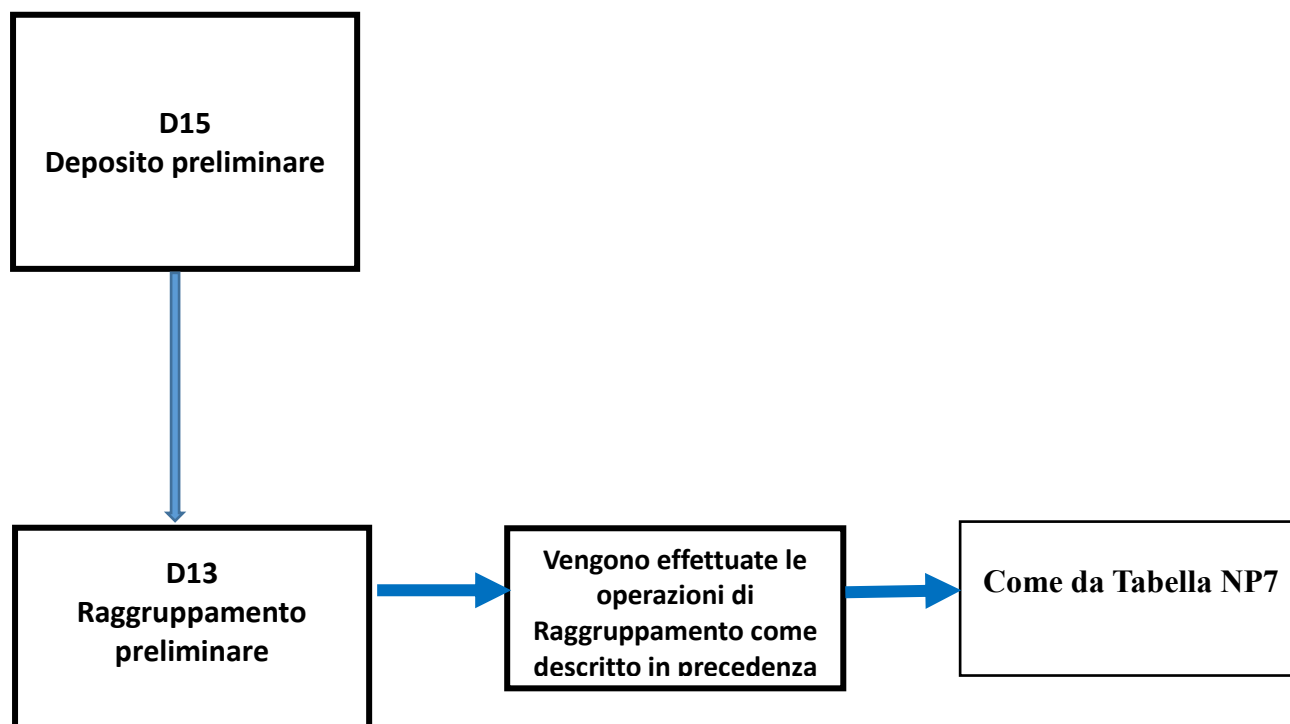 D15
Deposito preliminare
D13
Raggruppamento
preliminare
Vengono effettuate le
operazioni di
Raggruppamento come
descritto in precedenza
Come da Tabella NP7